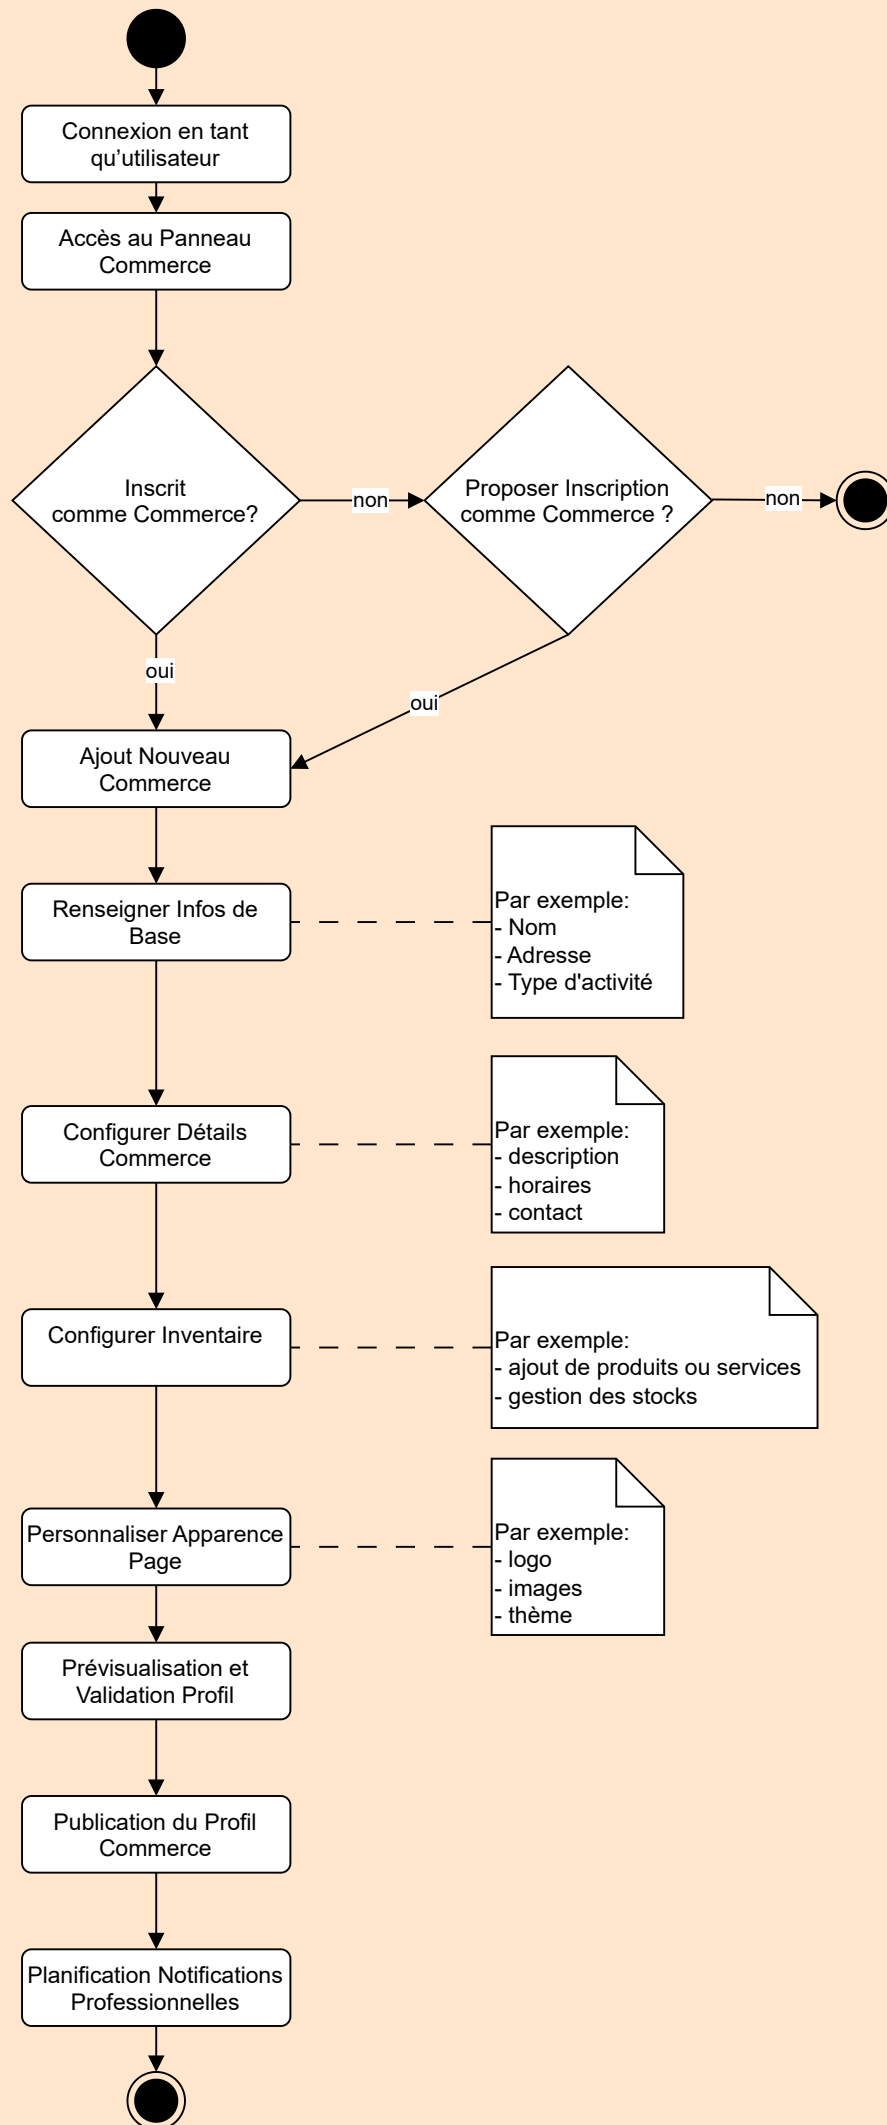 Connexion en tant
qu’utilisateur
Accès au Panneau
Commerce
Inscrit
comme Commerce?
non
Proposer Inscription
comme Commerce ?
non
oui
oui
Ajout Nouveau
Commerce
Renseigner Infos de
Base
Par exemple:
- Nom
- Adresse
- Type d'activité
Configurer Détails
Commerce
Par exemple:
- description
- horaires
- contact
Configurer Inventaire
Par exemple:
- ajout de produits ou services
- gestion des stocks
Personnaliser Apparence
Page
Par exemple:
- logo
- images
- thème
Prévisualisation et
Validation Profil
Publication du Profil
Commerce
Planification Notifications
Professionnelles